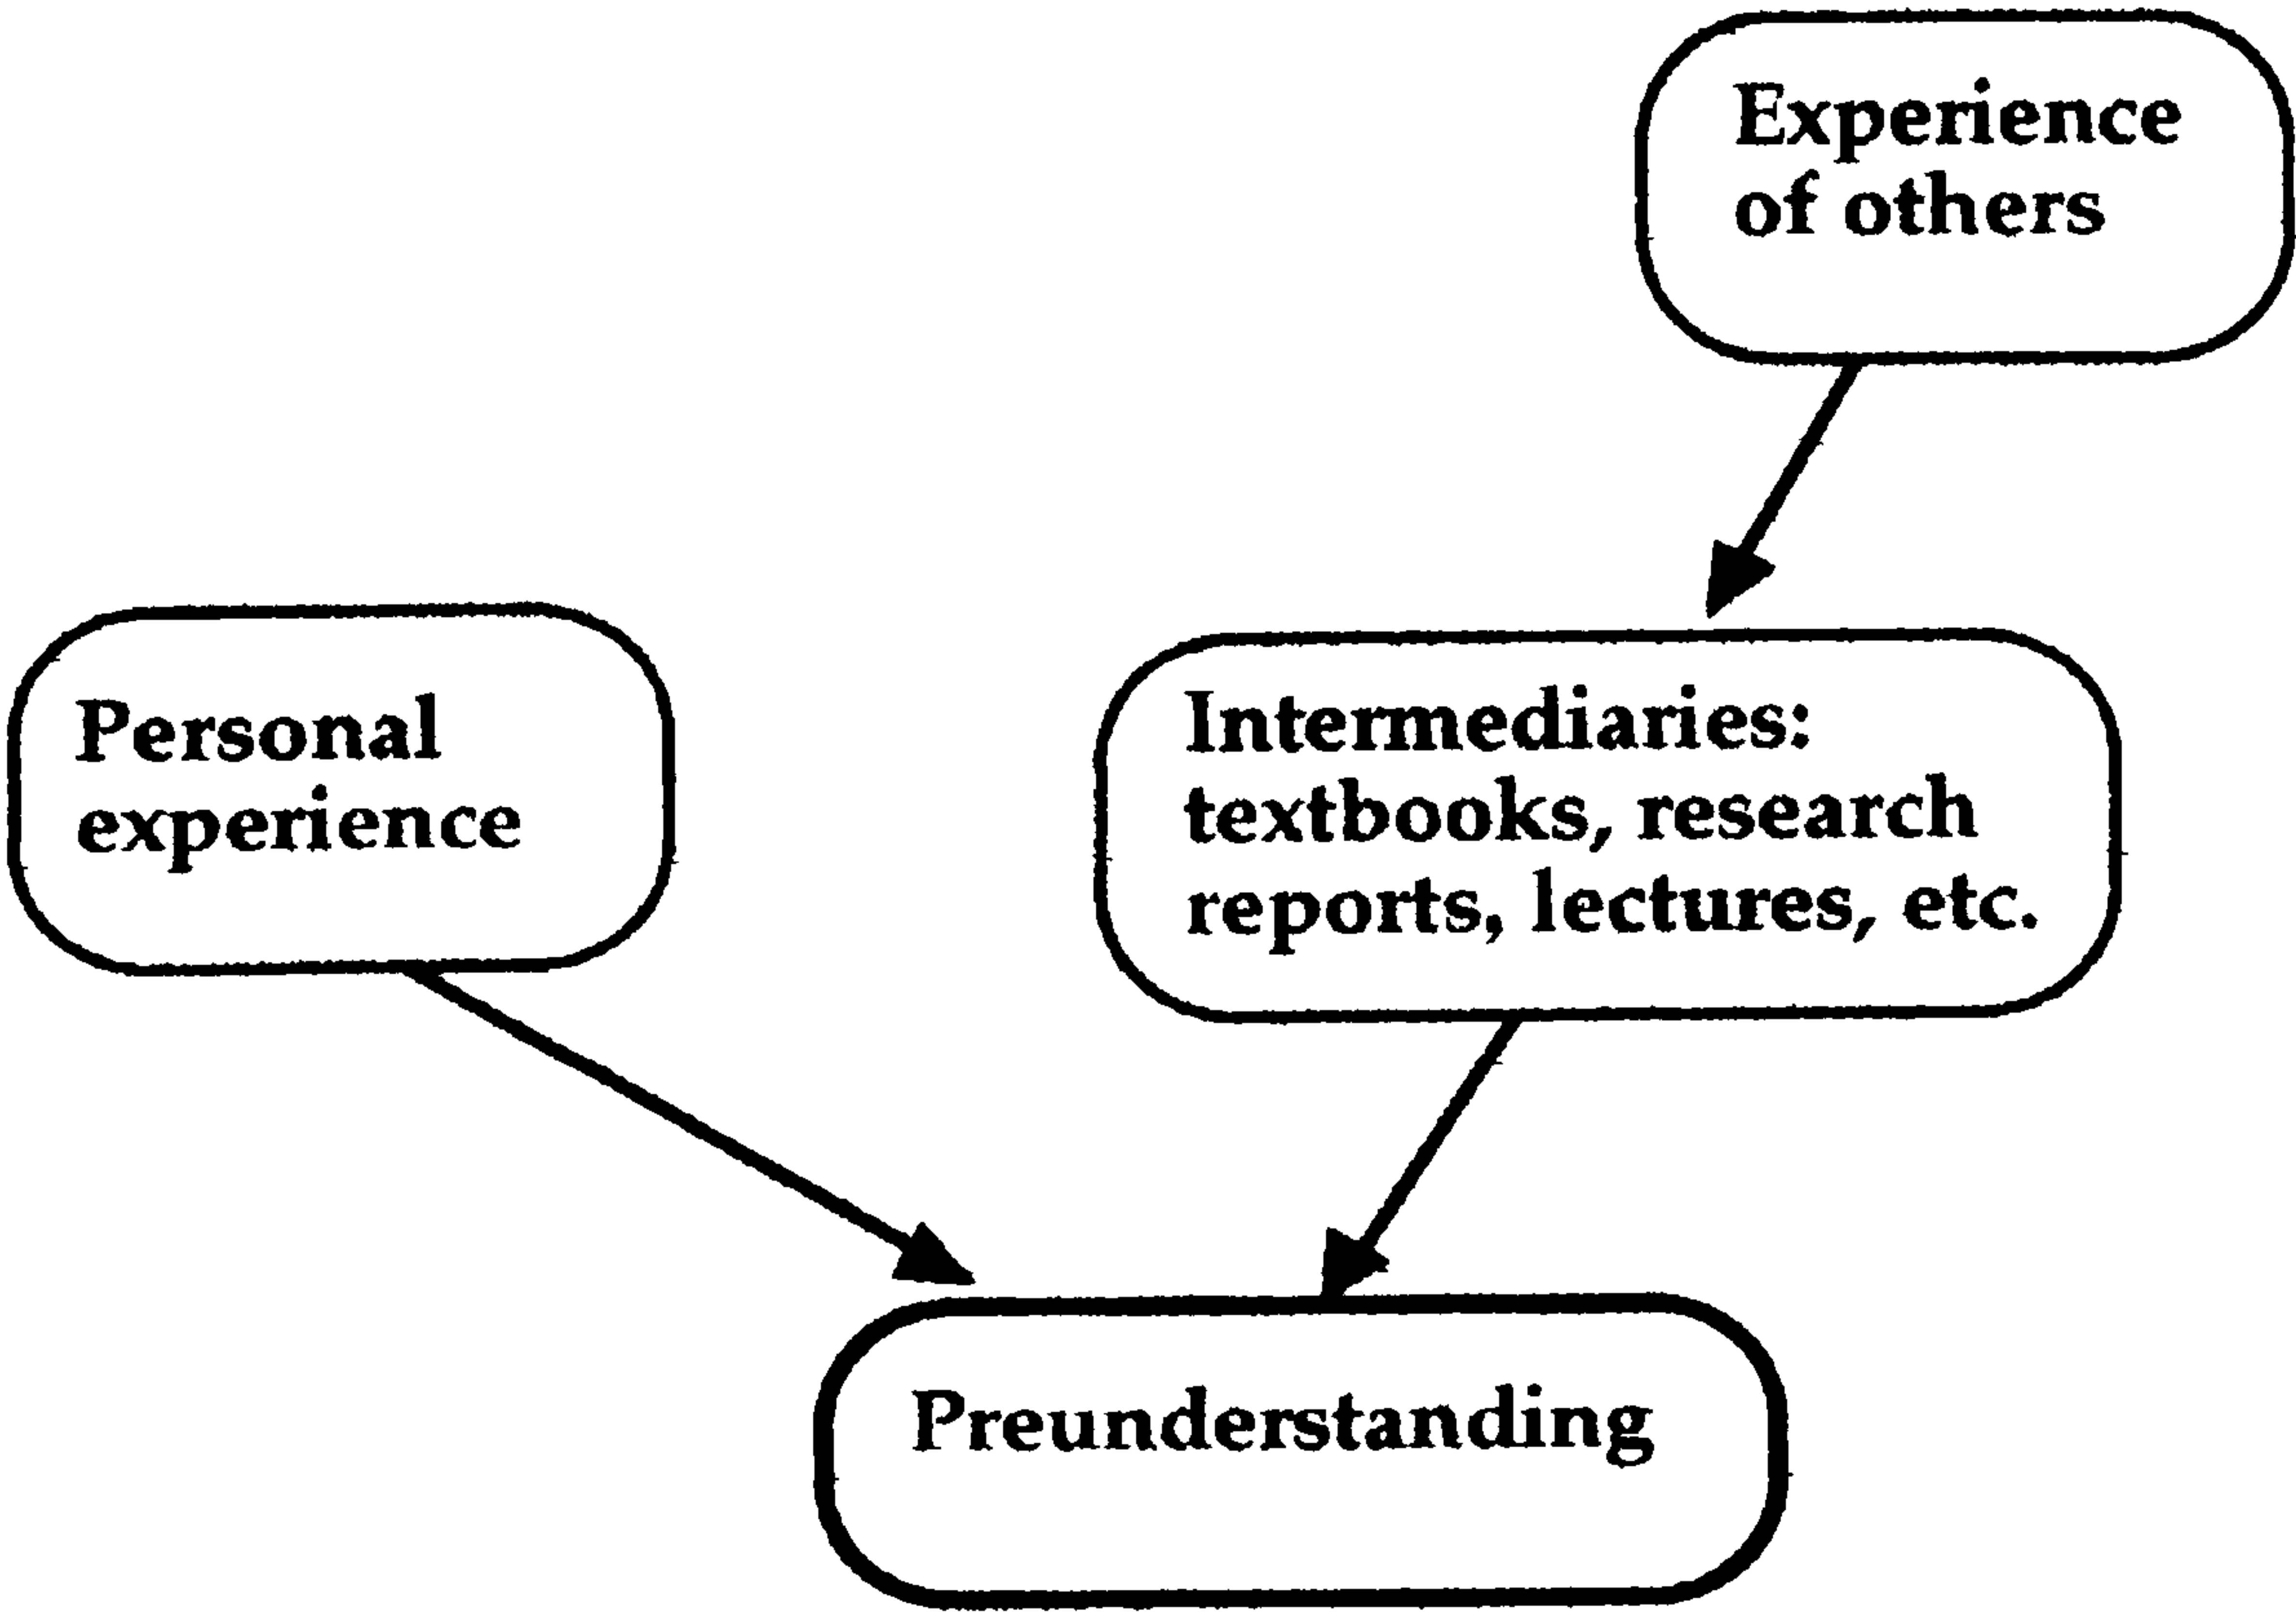 Experience
of others
Personal
experience
Intermediaries:
textbooks, research
reports, lectures, etc.
Preunderstanding